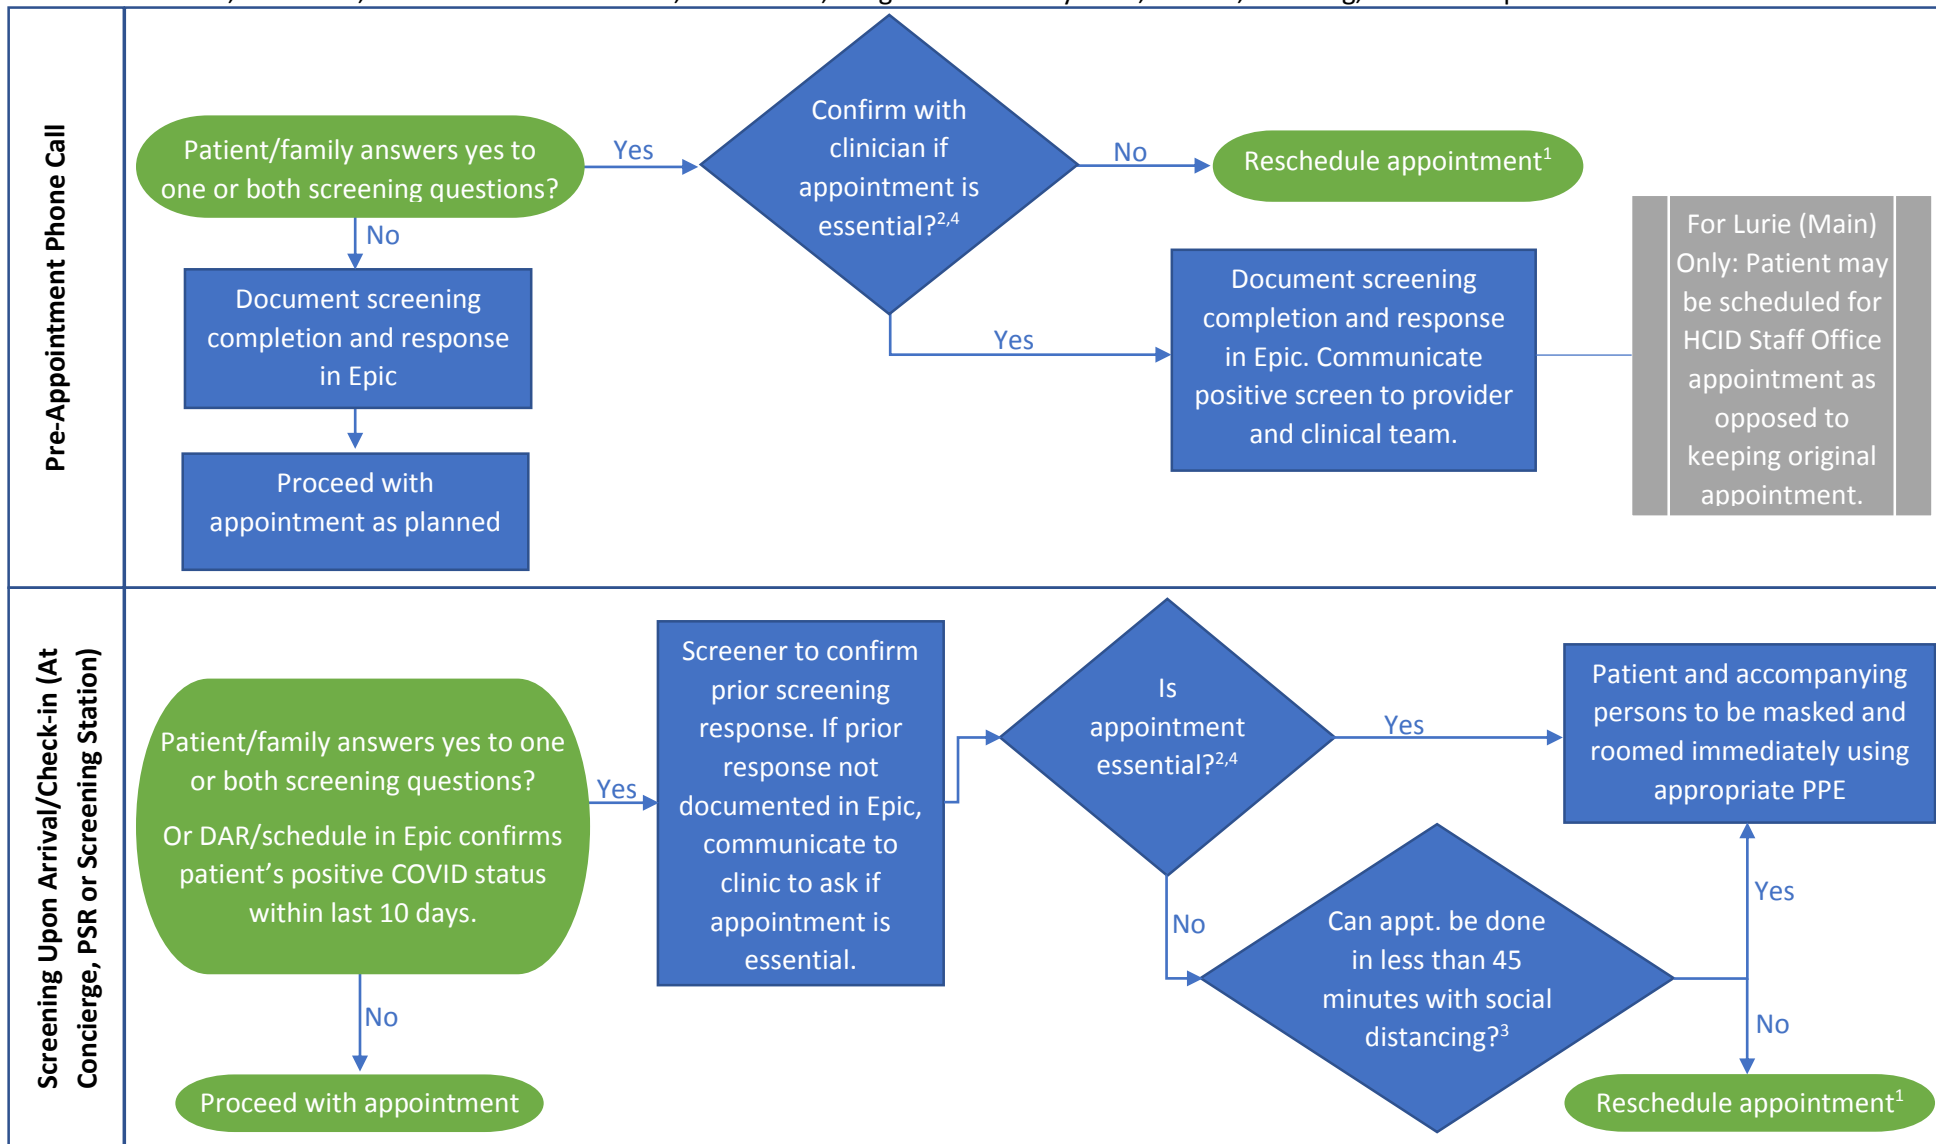 Pre-Appointment Phone Call
Patient/family answers yes to
one or both screening questions?
Yes
No
Document screening
completion and response
in Epic
Proceed with
appointment as planned
Confirm with
clinician if
appointment is
essential?2,4
No
Reschedule appointment1
Yes
Document screening
completion and response
in Epic. Communicate
positive screen to provider
and clinical team.
For Lurie (Main)
Only: Patient may
be scheduled for
HCID Staff Office
appointment as
opposed to
keeping original
appointment.
Screening Upon Arrival/Check-in (At
Concierge, PSR or Screening Station)
Patient/family answers yes to one
or both screening questions?
Or DAR/schedule in Epic confirms
patient’s positive COVID status
within last 10 days.
Yes
No
Proceed with appointment
Screener to confirm
prior screening
response. If prior
response not
documented in Epic,
communicate to
clinic to ask if
appointment is
essential.
Is
appointment
essential?2,4
Yes
Patient and accompanying
persons to be masked and
roomed immediately using
appropriate PPE
No
Can appt. be done
in less than 45
minutes with social
distancing?3
Yes
No
Reschedule appointment1